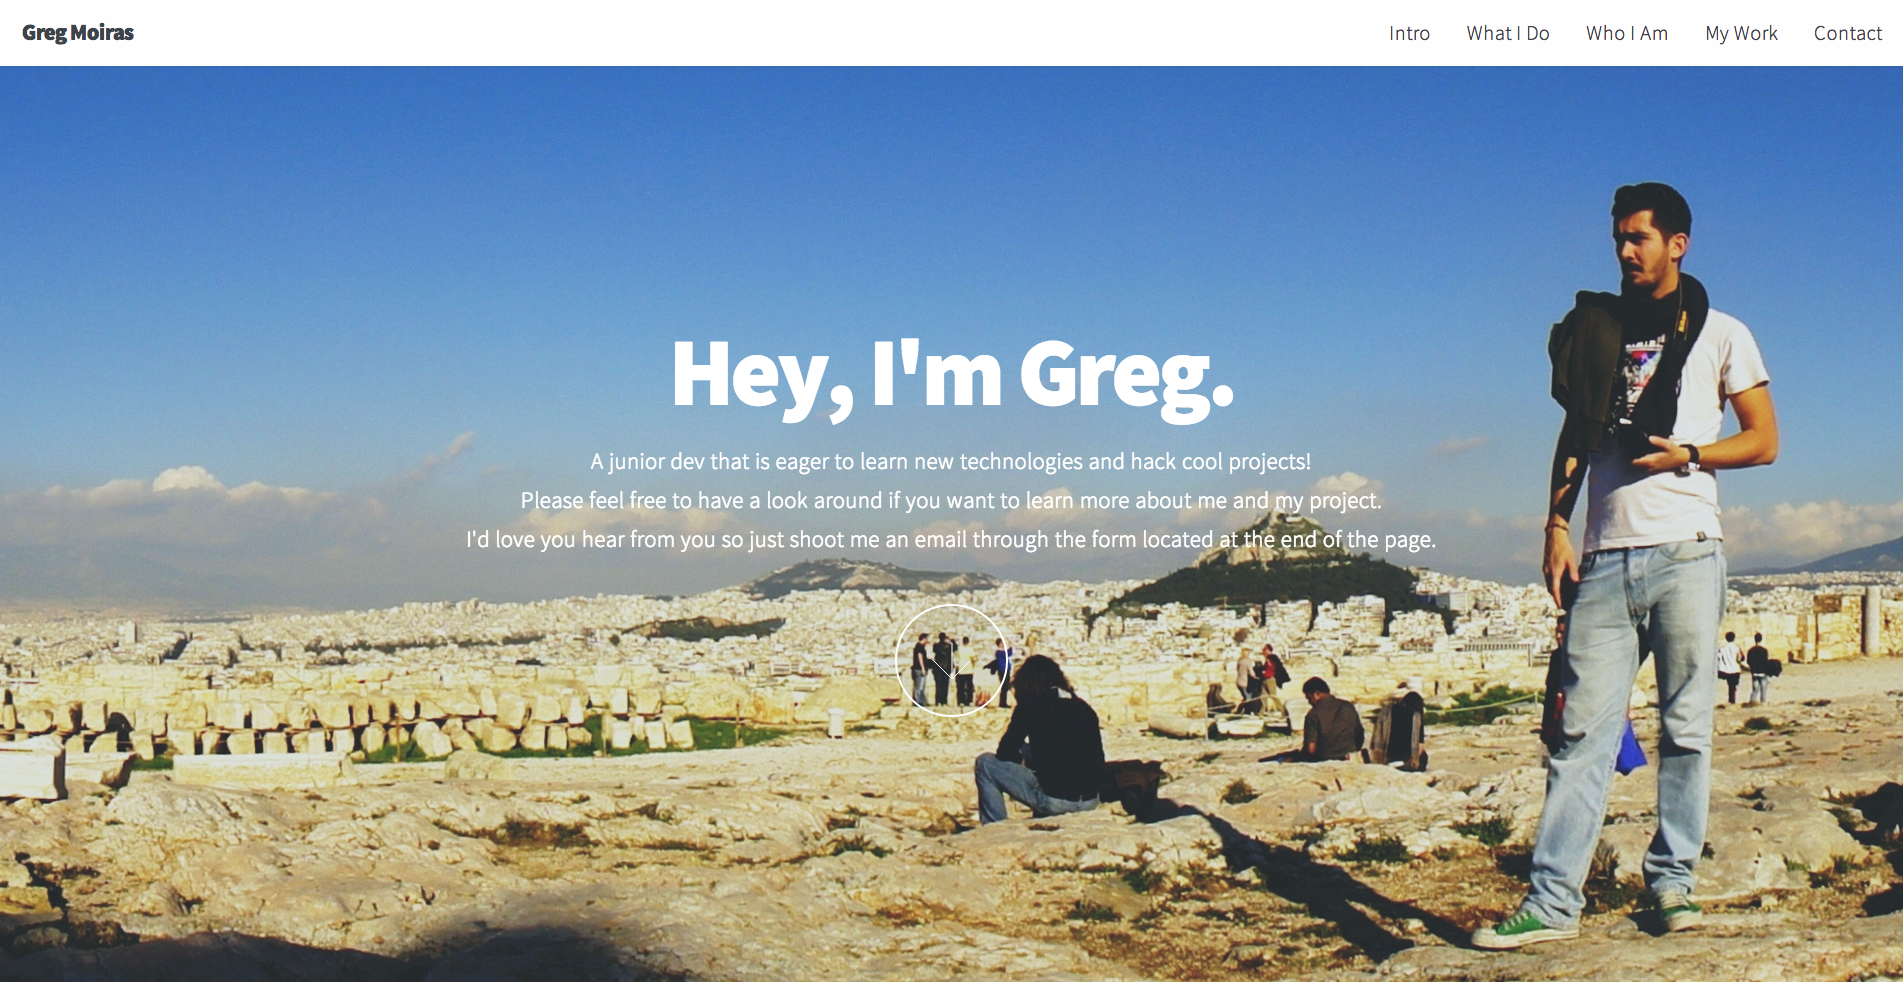 Greg Moiras
Intro
What I Do
Who I Am
My Work
Contact
Hey, I'm Greg.
A junior dev that is eager to learn new technologies and hack cool projects!
Please feel free to have a look around if you want to learn more about me and my project.
I'd love you hear from you so just shoot me an email through the form located at the end of the page.